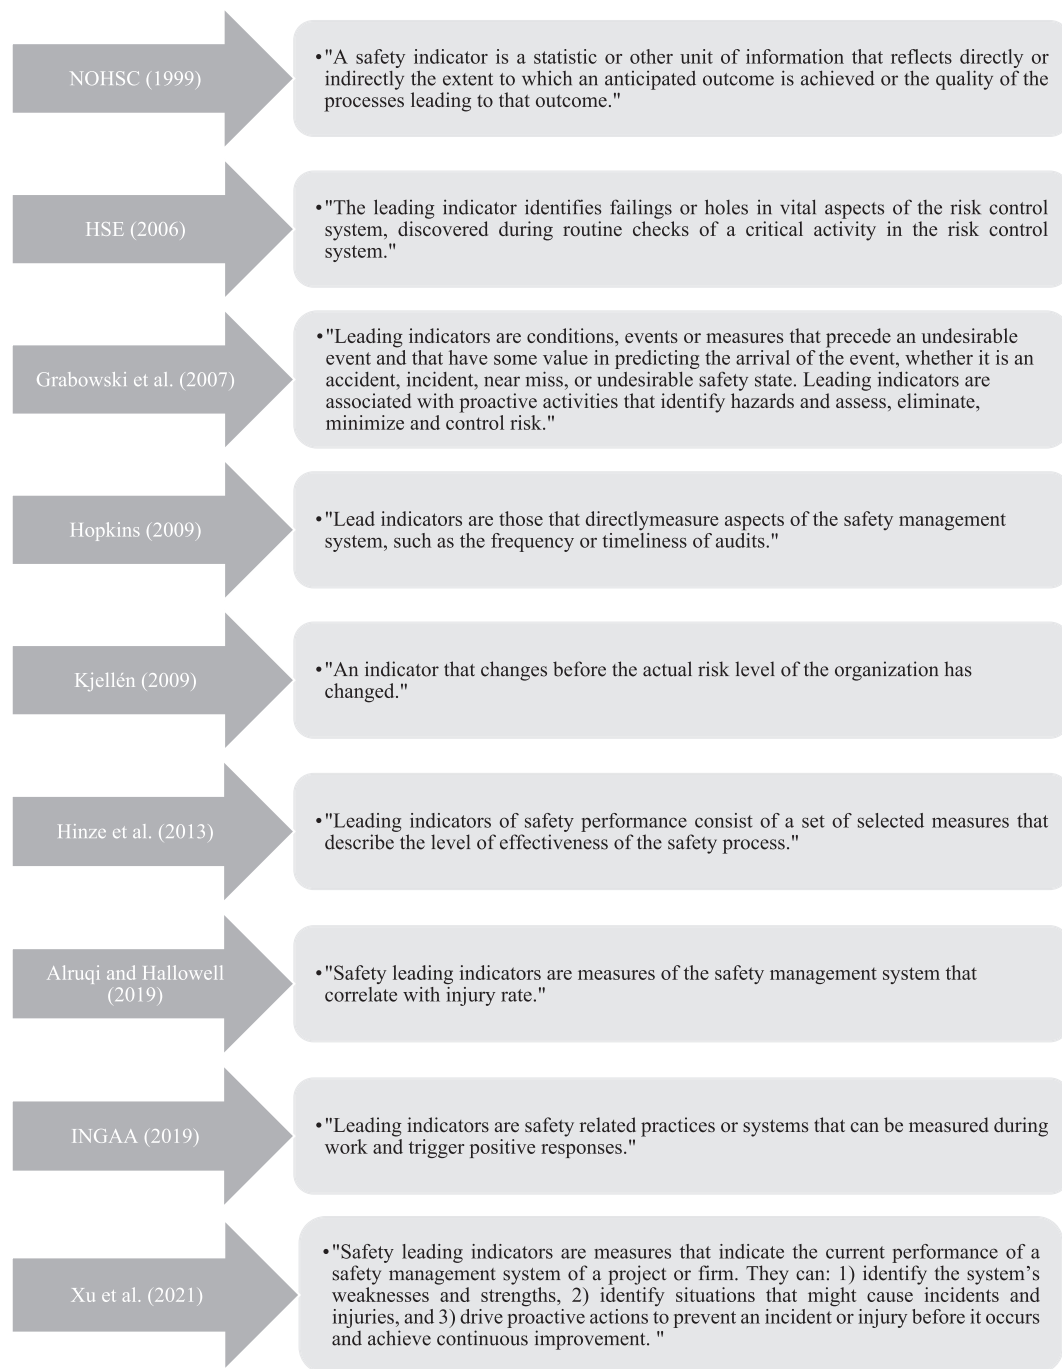 NOHSC (1999)
•"A safety indicator is a statistic or other unit of information that reflects directly or
indirectly the extent to which an anticipated outcome is achieved or the quality of the
processes leading to that outcome."
HSE (2006)
•"The leading indicator identifies failings or holes in vital aspects of the risk control
system, discovered during routine checks of a critical activity in the risk control
system."
Grabowski et al. (2007)
•"Leading indicators are conditions, events or measures that precede an undesirable
event and that have some value in predicting the arrival of the event, whether it is an
accident, incident, near miss, or undesirable safety state. Leading indicators are
associated with proactive activities that identify hazards and assess, eliminate,
minimize and control risk."
Hopkins (2009)
•"Lead indicators are those that directlymeasure aspects of the safety management
system, such as the frequency or timeliness of audits."
Kjellén (2009)
•"An indicator that changes before the actual risk level of the organization has
changed."
Hinze et al. (2013)
•"Leading indicators of safety performance consist of a set of selected measures that
describe the level of effectiveness of the safety process."
Alruqi and Hallowell
(2019)
•"Safety leading indicators are measures of the safety management system that
correlate with injury rate."
INGAA (2019)
•"Leading indicators are safety related practices or systems that can be measured during
work and trigger positive responses."
Xu et al. (2021)
•"Safety leading indicators are measures that indicate the current performance of a
safety management system of a project or firm. They can: 1) identify the system’s
weaknesses and strengths, 2) identify situations that might cause incidents and
injuries, and 3) drive proactive actions to prevent an incident or injury before it occurs
and achieve continuous improvement. "